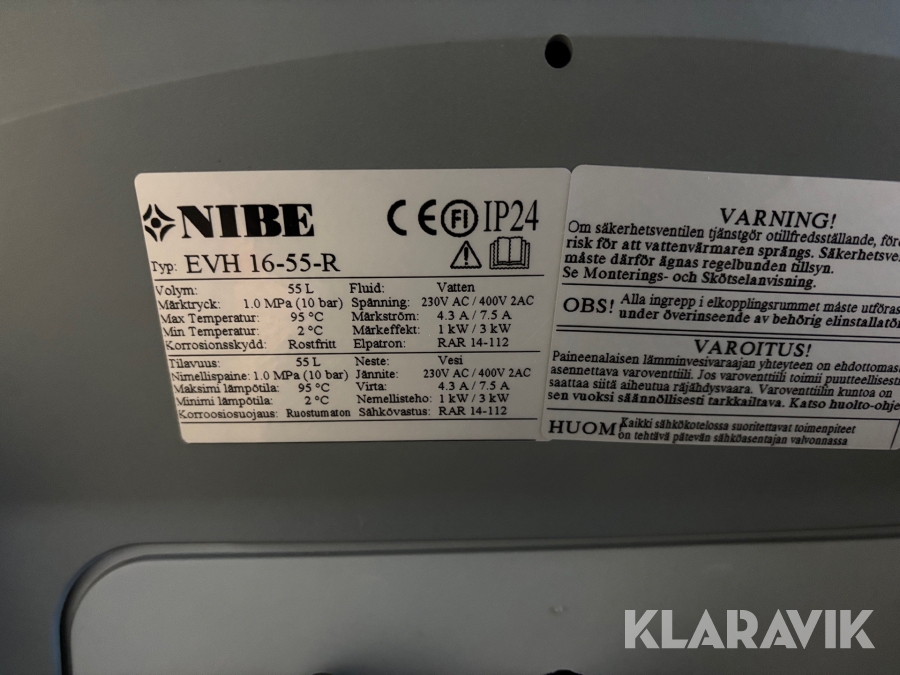 NIBE
CE FI IP24
Typ: EVH 16-55-R
Volym: 55 L Fluid: Vatten
Märktryck: 1.0 MPa (10 bar) Spänning: 230V AC / 400V 2AC
Max Temperatur: 95 °C Märkström: 4.3 A / 7.5 A
Min Temperatur: 2 °C Märkeffekt: 1 kW / 3 kW
Korrosionsskydd: Rostfritt Elpatron: RAR 14-112
Tilavuus: 55 L Neste: Vesi
Nimellispaine: 1.0 MPa (10 bar) Jännite: 230V AC / 400V 2AC
Maksimi lämpötila: 95 °C Virta: 4.3 A / 7.5 A
Minimi lämpötila: 2 °C Nemellisteho: 1 kW / 3 kW
Korroosiosuojaus: Ruostumaton Sähkövastus: RAR 14-112
VARNING!
Om säkerhetsventilen tjänstgör otillfredsställande, före
risk för att vattenvärmaren sprängs. Säkerhetsve
måste därför ägnas regelbunden tillsyn.
Se Monterings- och Skötselanvisning.
OBS! Alla ingrepp i elkopplingsrummet måste utföras
under överinseende av behörig elinstallatö
VAROITUS!
Paineenalaisen lämminvesivaraajan yhteyteen on ehdottomas
asennettava varoventtiili. Jos varoventtiili toimii puutteellisesti
saattaa siitä aiheutua räjähdysvaara. Varoventtiilin kuntoa on
sen vuoksi säännöllisesti tarkkailtava. Katso huolto-ohje
HUOM! Kaikki sähkökotelossa suoritettavat toimenpiteet
on tehtävä pätevän sähköasentajan valvonnassa
KLARAVIK